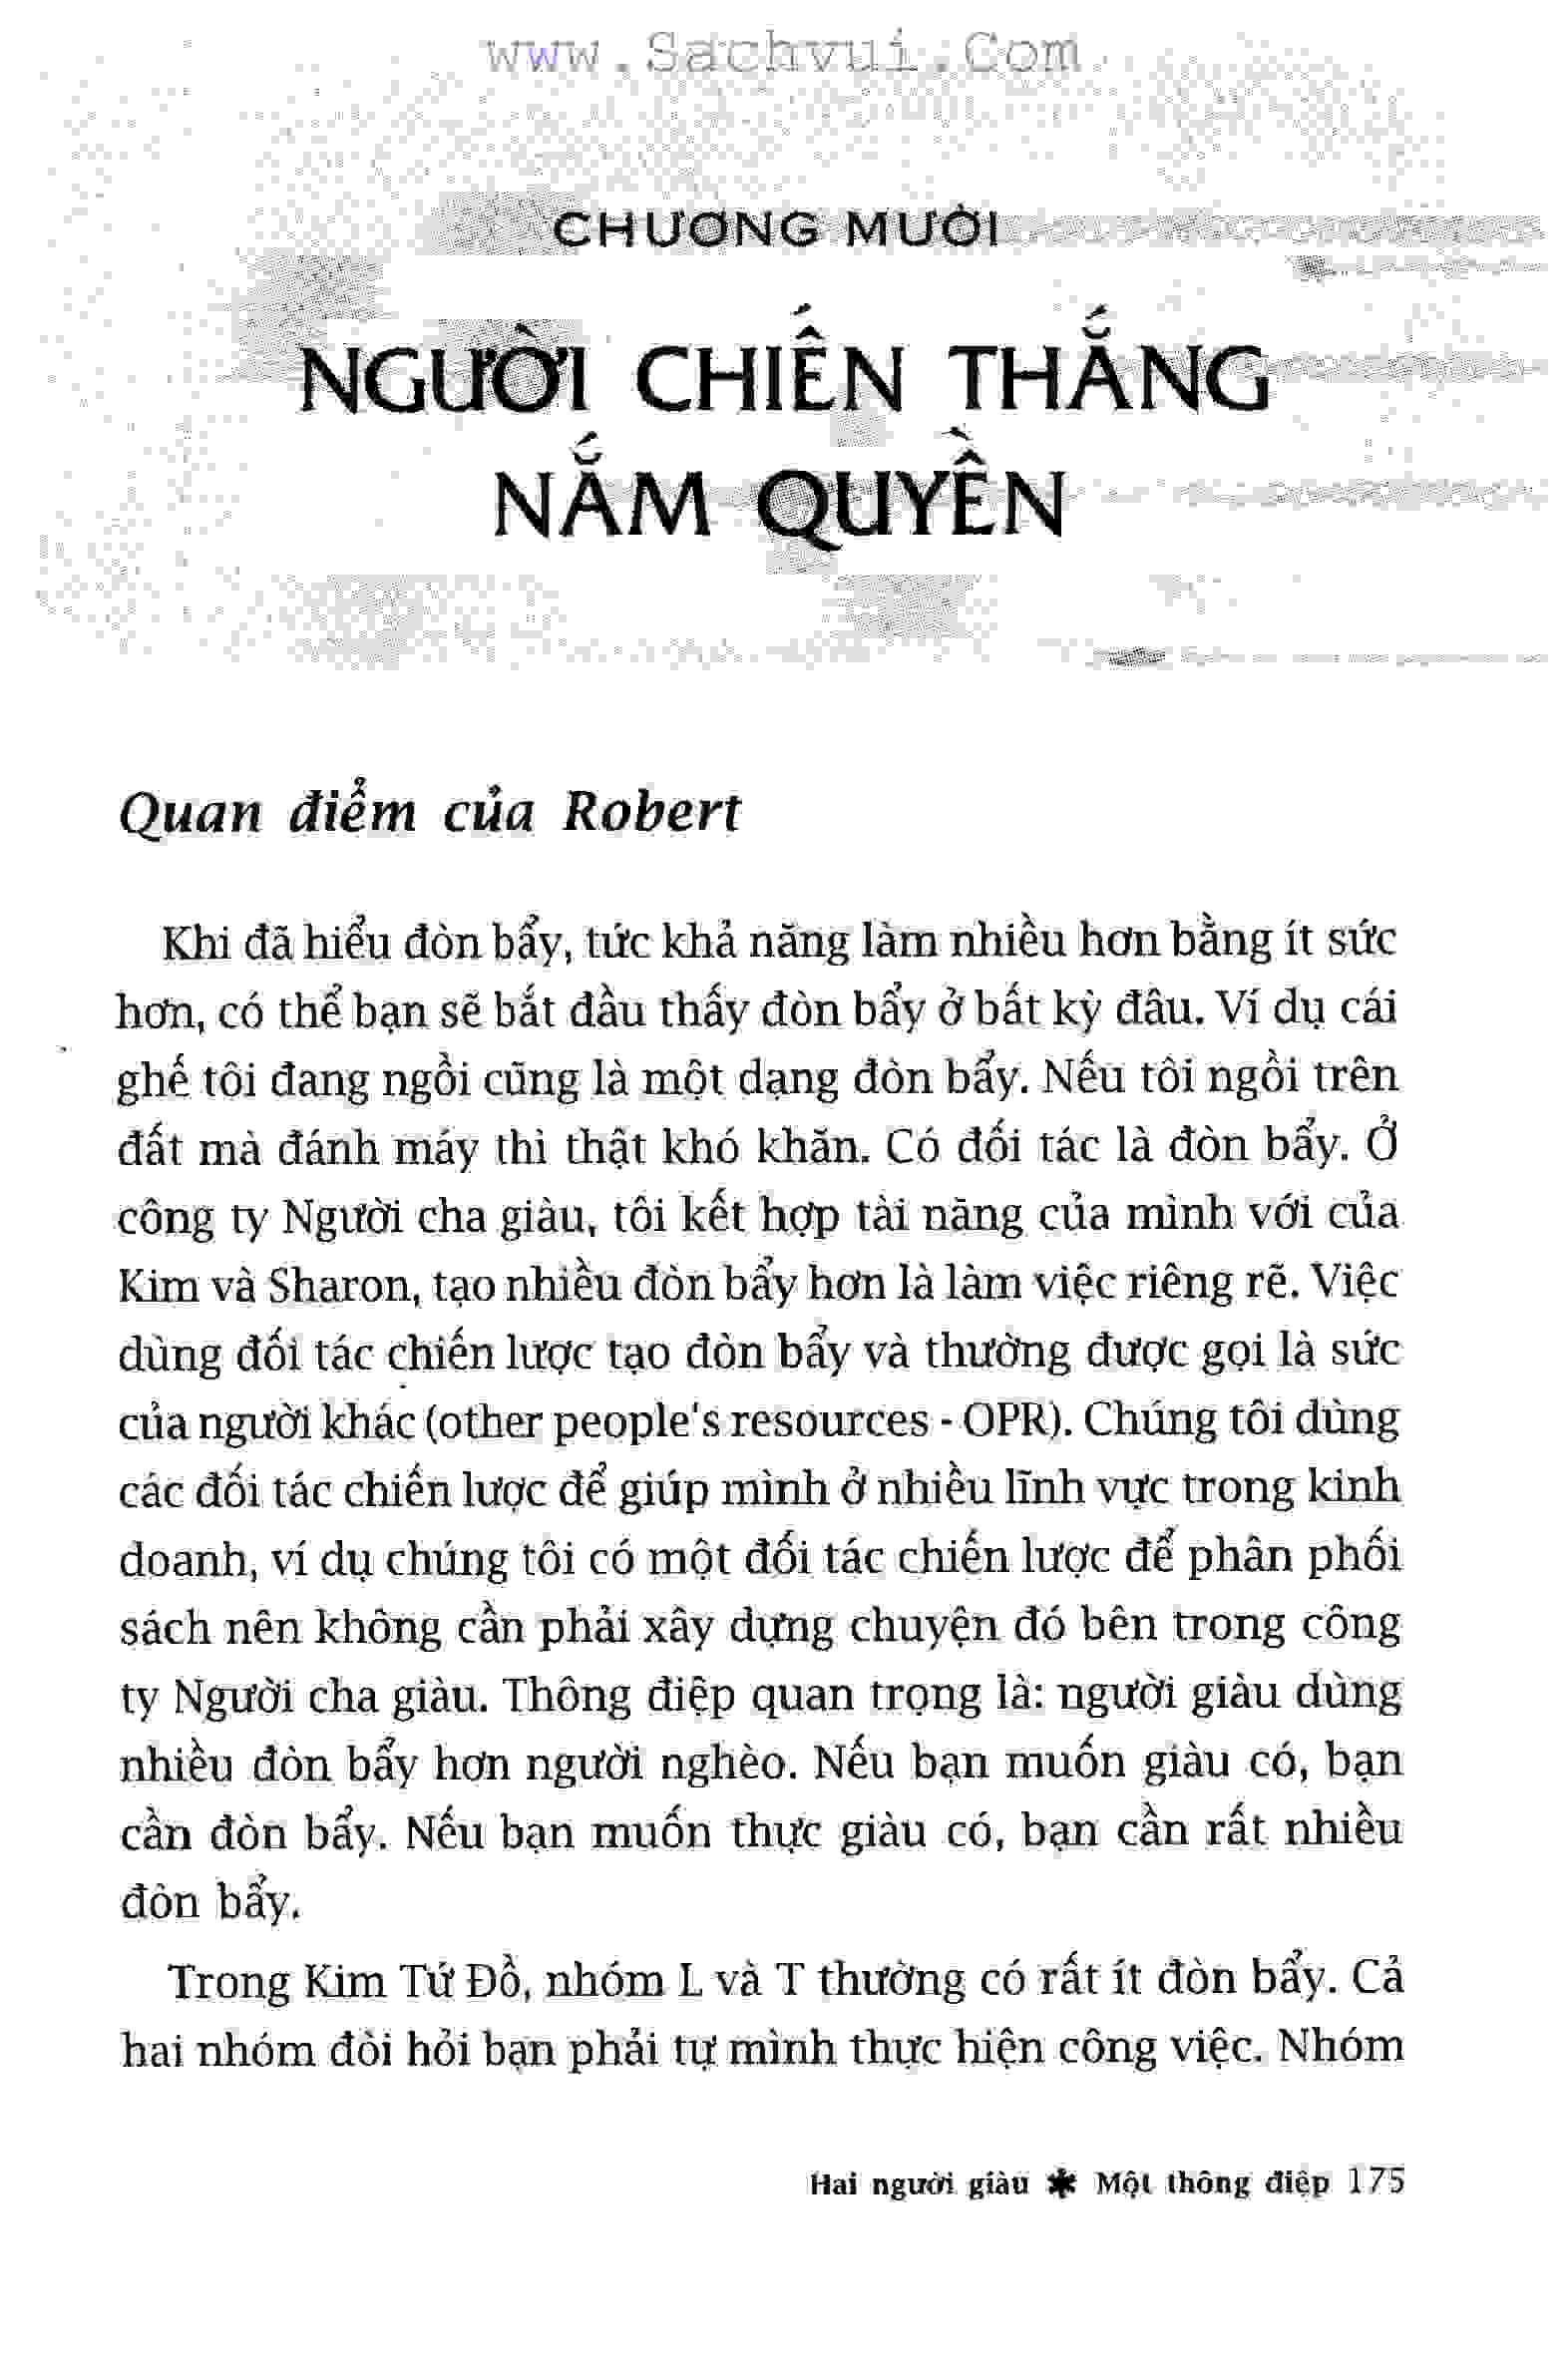 www.Sachvui.Com
CHƯƠNG MƯỜI
NGƯỜI CHIẾN THẮNG
NẮM QUYỀN
Quan điểm của Robert
Khi đã hiểu đòn bẩy, tức khả năng làm nhiều hơn bằng ít sức
hơn, có thể bạn sẽ bắt đầu thấy đòn bẩy ở bất kỳ đâu. Ví dụ cái
ghế tôi đang ngồi cũng là một dạng đòn bẩy. Nếu tôi ngồi trên
đất mà đánh máy thì thật khó khăn. Có đối tác là đòn bẩy. Ở
công ty Người cha giàu, tôi kết hợp tài năng của mình với của
Kim và Sharon, tạo nhiều đòn bẩy hơn là làm việc riêng rẽ. Việc
dùng đối tác chiến lược tạo đòn bẩy và thường được gọi là sức
của người khác (other people's resources - OPR). Chúng tôi dùng
các đối tác chiến lược để giúp mình ở nhiều lĩnh vực trong kinh
doanh, ví dụ chúng tôi có một đối tác chiến lược để phân phối
sách nên không cần phải xây dựng chuyện đó bên trong công
ty Người cha giàu. Thông điệp quan trọng là: người giàu dùng
nhiều đòn bẩy hơn người nghèo. Nếu bạn muốn giàu có, bạn
cần đòn bẩy. Nếu bạn muốn thực giàu có, bạn cần rất nhiều
đòn bẩy.
Trong Kim Tứ Đồ, nhóm L và T thường có rất ít đòn bẩy. Cả
hai nhóm đòi hỏi bạn phải tự mình thực hiện công việc. Nhóm
Hai người giàu ✱ Một thông điệp 175